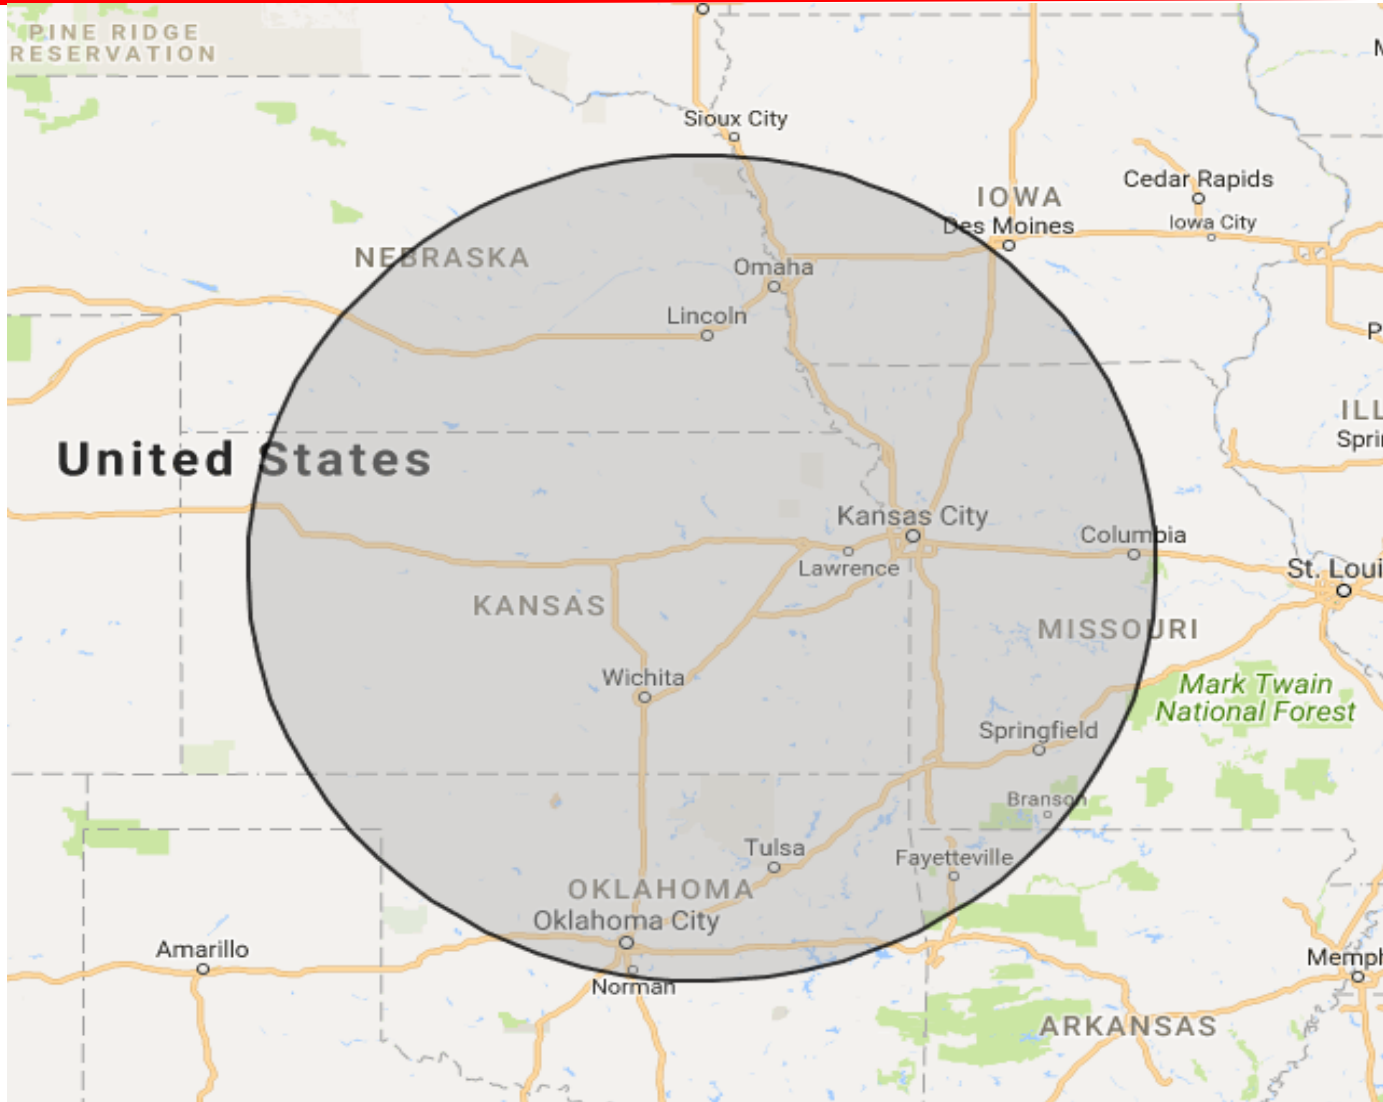 PINE RIDGE
RESERVATION
Sioux City
Cedar Rapids
IOWA
Des Moines
Iowa City
NEBRASKA
Omaha
Lincoln
P
ILL
Spri
United States
Kansas City
Columbia
Lawrence
St. Loui
KANSAS
MISSOURI
Wichita
Mark Twain
National Forest
Springfield
Branson
Tulsa
Fayetteville
OKLAHOMA
Oklahoma City
Amarillo
Norman
Memph
ARKANSAS